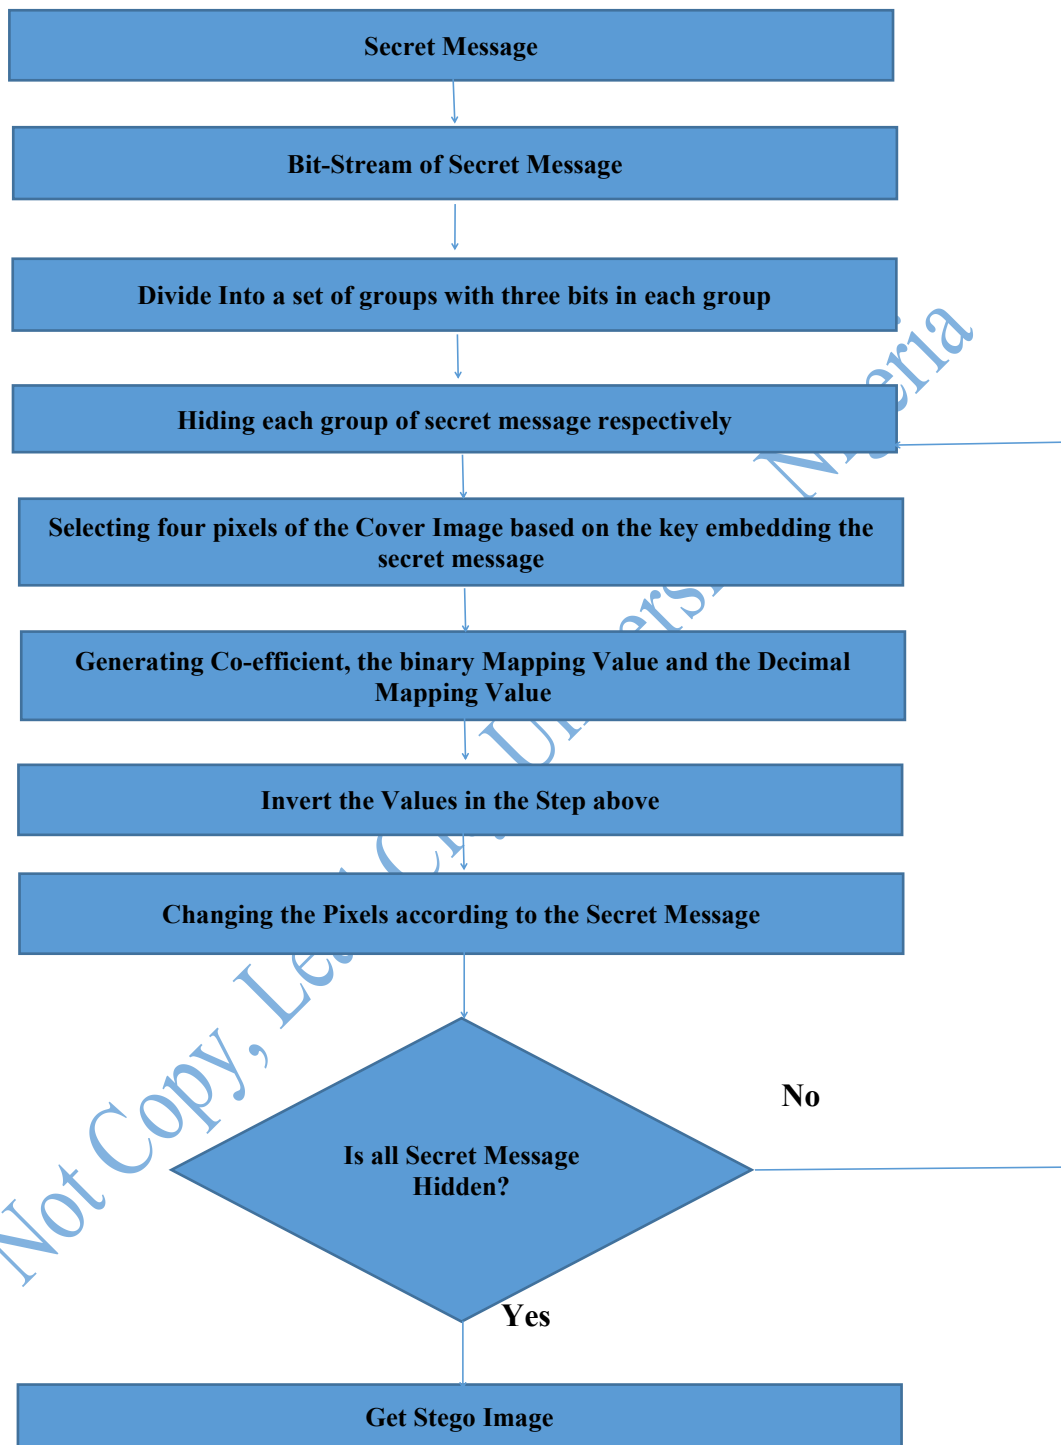 Secret Message
Bit-Stream of Secret Message
Divide Into a set of groups with three bits in each group
Hiding each group of secret message respectively
Selecting four pixels of the Cover Image based on the key embedding the
secret message
Generating Co-efficient, the binary Mapping Value and the Decimal
Mapping Value
Invert the Values in the Step above
Changing the Pixels according to the Secret Message
No
Is all Secret Message
Hidden?
Yes
Get Stego Image
Not Copy,